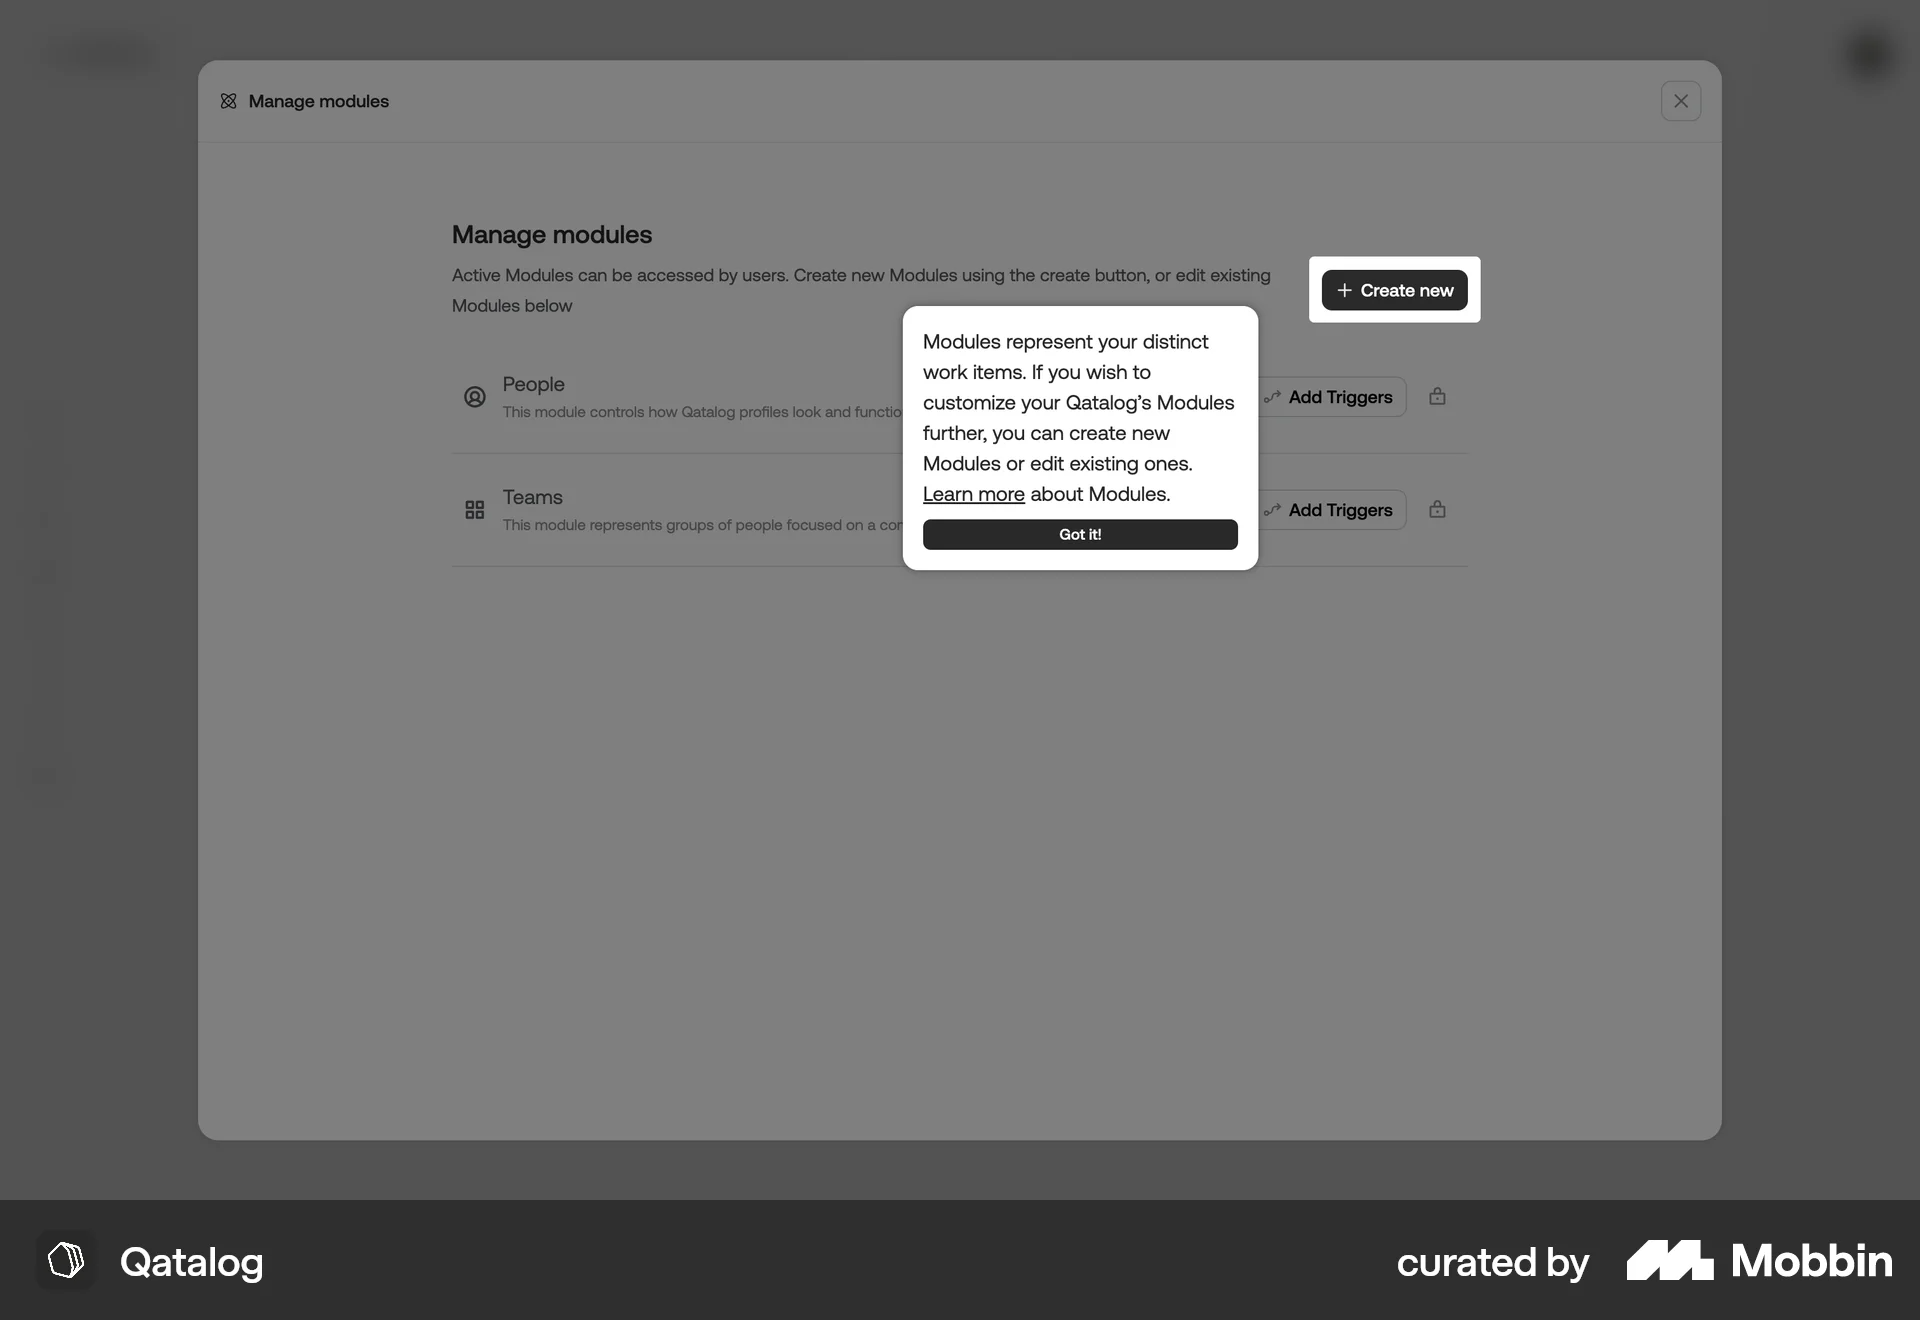 Manage modules
Manage modules
Active Modules can be accessed by users. Create new Modules using the create button, or edit existing
Modules below
Create new
Modules represent your distinct
work items. If you wish to
customize your Qatalog’s Modules
further, you can create new
Modules or edit existing ones.
Learn more about Modules.
Got it!
People
This module controls how Qatalog profiles look and
Add Triggers
Teams
This module represents groups of people focused on a
Add Triggers
Qatalog
curated by Mobbin